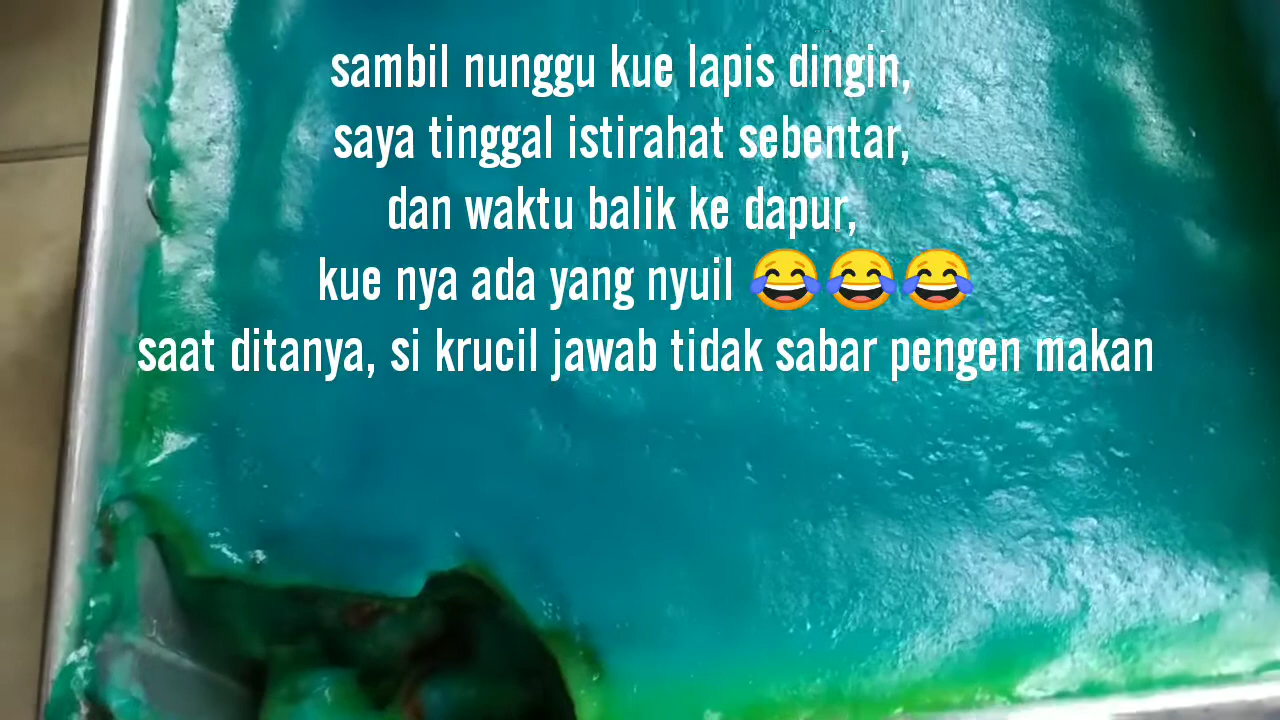 sambil nunggu kue lapis dingin,
saya tinggal istirahat sebentar,
dan waktu balik ke dapur,
kue nya ada yang nyuil 😂😂😂
saat ditanya, si krucil jawab tidak sabar pengen makan